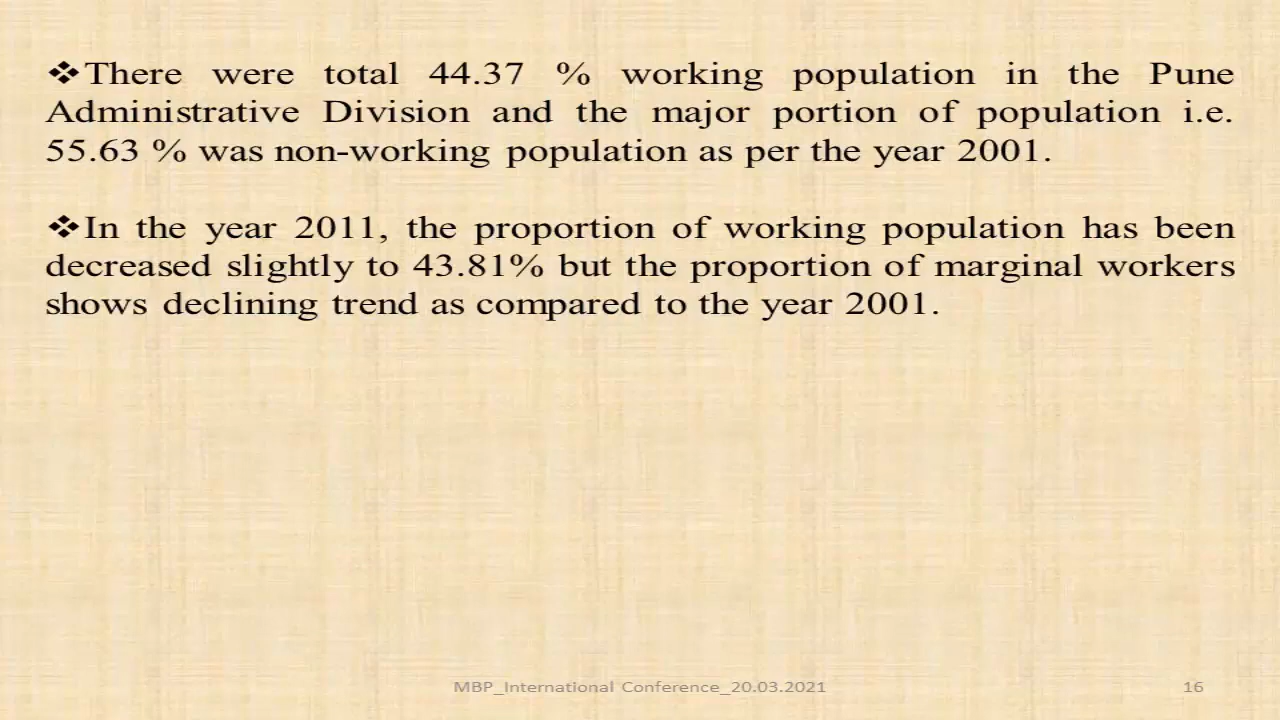 ❖There were total 44.37 % working population in the Pune
Administrative Division and the major portion of population i.e.
55.63 % was non-working population as per the year 2001.
❖In the year 2011, the proportion of working population has been
decreased slightly to 43.81% but the proportion of marginal workers
shows declining trend as compared to the year 2001.
MBP_International Conference_20.03.2021
16